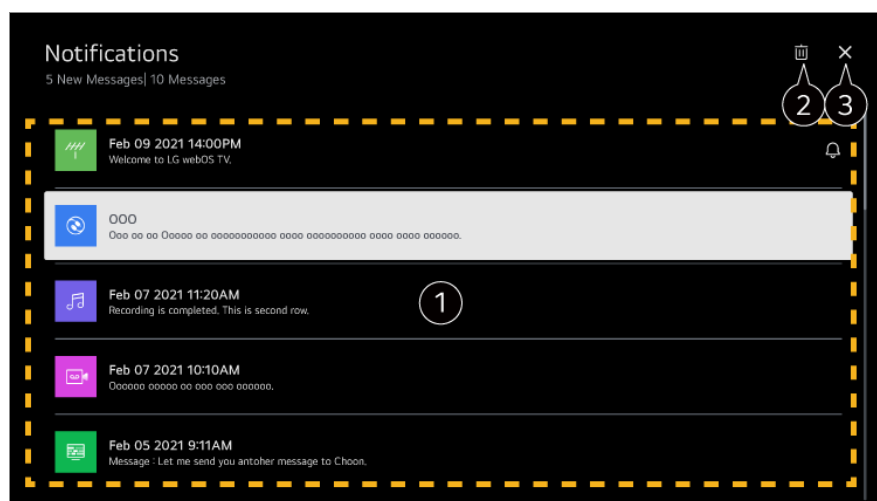 Notifications
5 New Messages| 10 Messages
2
3
Feb 09 2021 14:00PM
Welcome to LG webOS TV.
OOO
Ooo oo oo Ooooo oo ooooooooooo oooo oooooooooo oooo oooo oooooo.
Feb 07 2021 11:20AM
Recording is completed. This is second row.
1
Feb 07 2021 10:10AM
Oooooo ooooo oo ooo ooo oooooo.
Feb 05 2021 9:11AM
Message : Let me send you antoher message to Choon.